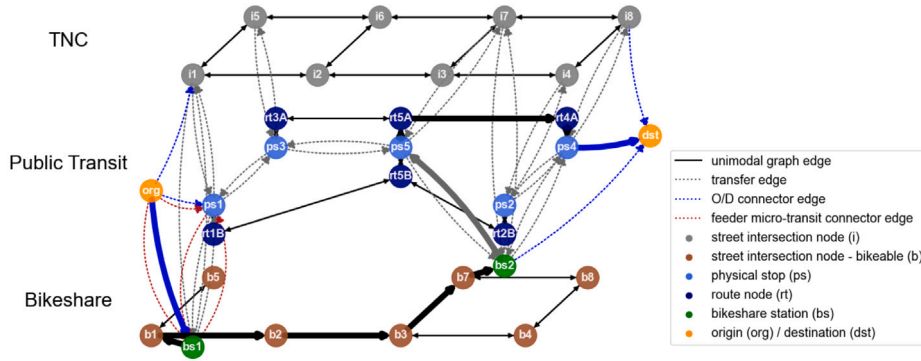 TNC
i5
i6
i7
i8
i1
i2
i3
i4
Public Transit
rt3A
rt5A
rt4A
ps3
ps5
ps4
dst
rt5B
org
ps1
ps2
rt1B
rt2B
Bikeshare
bs2
b5
b7
b8
b1
b2
b3
b4
bs1
unimodal graph edge
transfer edge
O/D connector edge
feeder micro-transit connector edge
street intersection node (i)
street intersection node - bikeable (b)
physical stop (ps)
route node (rt)
bikeshare station (bs)
origin (org) / destination (dst)